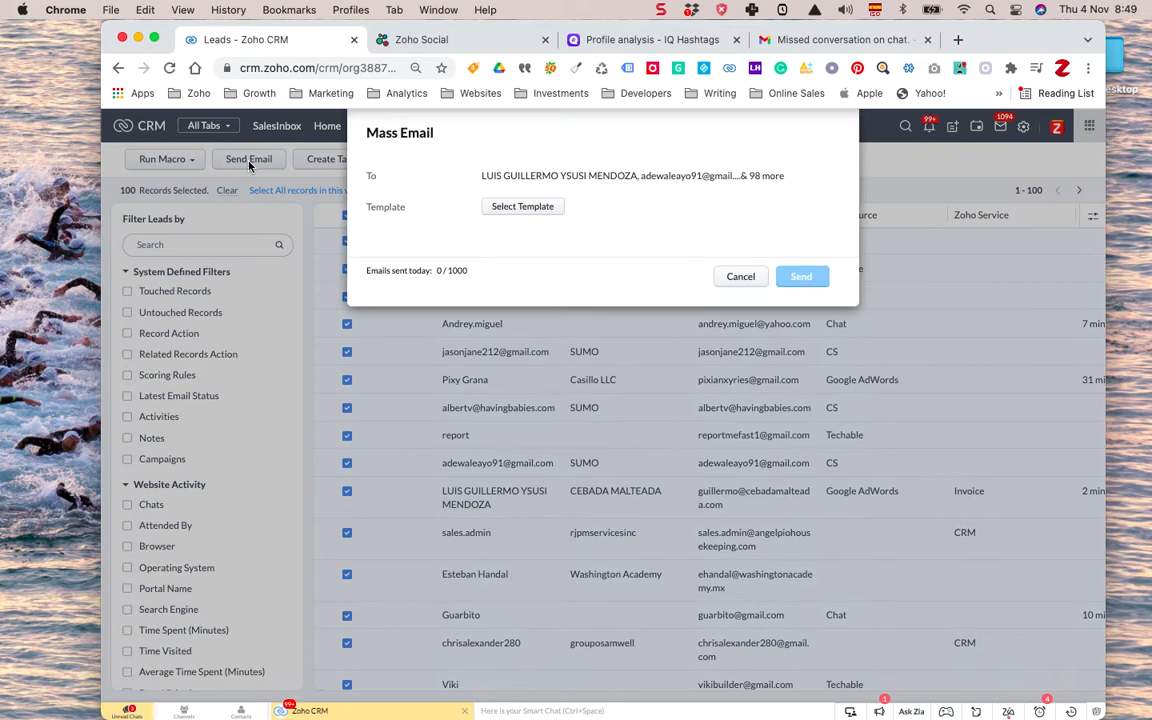 Chrome File Edit View History Bookmarks Profiles Tab Window Help Thu 4 Nov 8:49
Leads - Zoho CRM Zoho Social Profile analysis - IQ Hashtags Missed conversation on chat.
crm.zoho.com/crm/org3887...
Apps Zoho Growth Marketing Analytics Websites Investments Developers Writing Online Sales Apple Yahoo! » Reading List
CRM All Tabs SalesInbox Home 99+ 1094
Mass Email
Run Macro Send Email Create Ta
To LUIS GUILLERMO YSUSI MENDOZA, adewaleayo91@gmail....& 98 more
100 Records Selected. Clear Select All records in this v 1 - 100
Template Select Template
Filter Leads by ource Zoho Service
Search
Emails sent today: 0 / 1000 Cancel Send
System Defined Filters
Touched Records
Untouched Records
Record Action
Related Records Action
Scoring Rules
Latest Email Status
Activities
Notes
Campaigns
Website Activity
Chats
Attended By
Browser
Operating System
Portal Name
Search Engine
Time Spent (Minutes)
Time Visited
Average Time Spent (Minutes)
Andrey.miguel andrey.miguel@yahoo.com Chat 7 min
jasonjane212@gmail.com SUMO jasonjane212@gmail.com CS
Pixy Grana Casillo LLC pixianxyries@gmail.com Google AdWords 31 mi
albertv@havingbabies.com SUMO albertv@havingbabies.com CS
report reportmefast1@gmail.com Techable
adewaleayo91@gmail.com SUMO adewaleayo91@gmail.com CS
LUIS GUILLERMO YSUSI CEBADA MALTEADA guillermo@cebadamaltead Google AdWords Invoice 2 min
MENDOZA a.com
sales.admin rjpmservicesinc sales.admin@angelpiohous CRM
ekeeping.com
Esteban Handal Washington Academy ehandal@washingtonacade
my.mx
Guarbito guarbito@gmail.com Chat 10 mi
chrisalexander280 grouposamwell chrisalexander280@gmail. CRM
com
Viki vikibuilder@gmail.com Techable
Unread Chats Channels Contacts 99+ Zoho CRM Here is your Smart Chat (Ctrl+Space) 1 Ask Zia 4